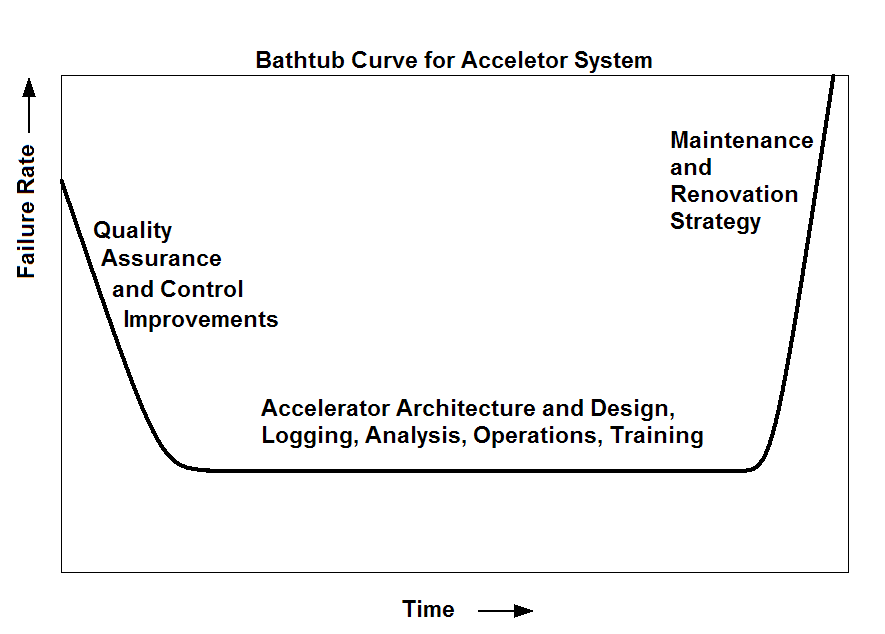 Bathtub Curve for Acceletor System
Failure Rate
Quality
Assurance
and Control
Improvements
Maintenance
and
Renovation
Strategy
Accelerator Architecture and Design,
Logging, Analysis, Operations, Training
Time